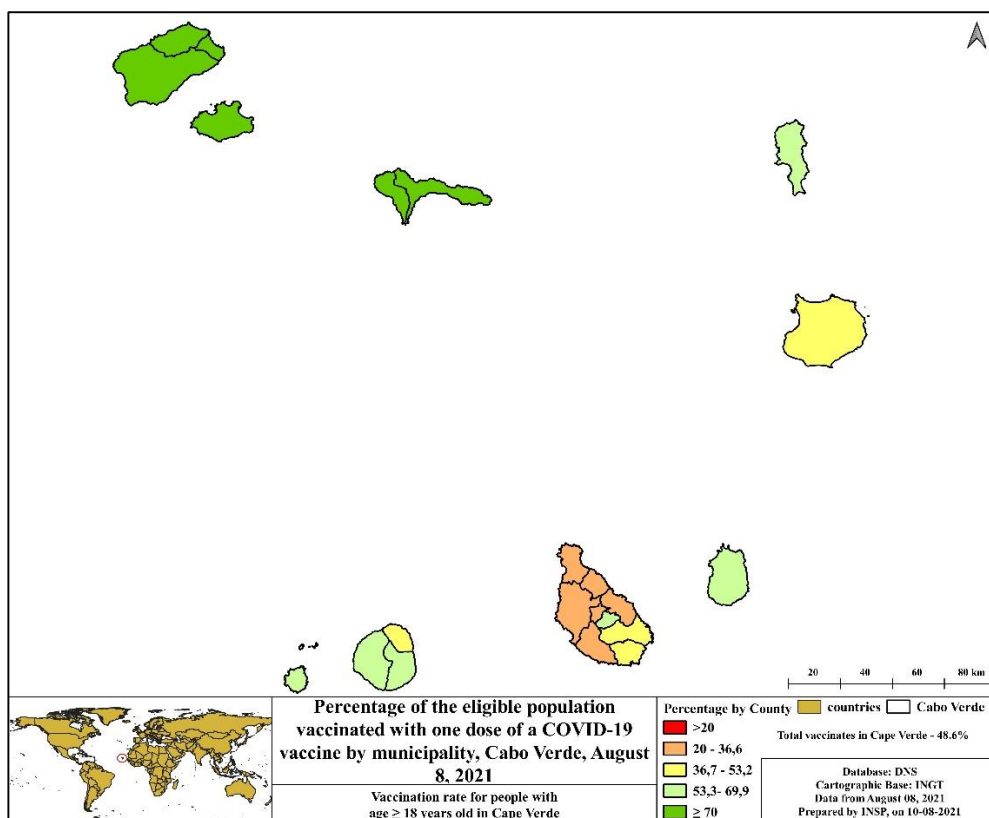 20 40 60 80 km
Percentage of the eligible population
vaccinated with one dose of a COVID-19
vaccine by municipality, Cabo Verde, August
8, 2021
Vaccination rate for people with
age ≥ 18 years old in Cape Verde
Percentage by County
>20
20 - 36,6
36,7 - 53,2
53,3- 69,9
≥ 70
countries
Cabo Verde
Total vaccinates in Cape Verde - 48.6%
Database: DNS
Cartographic Base: INGT
Data from August 08, 2021
Prepared by INSP, on 10-08-2021